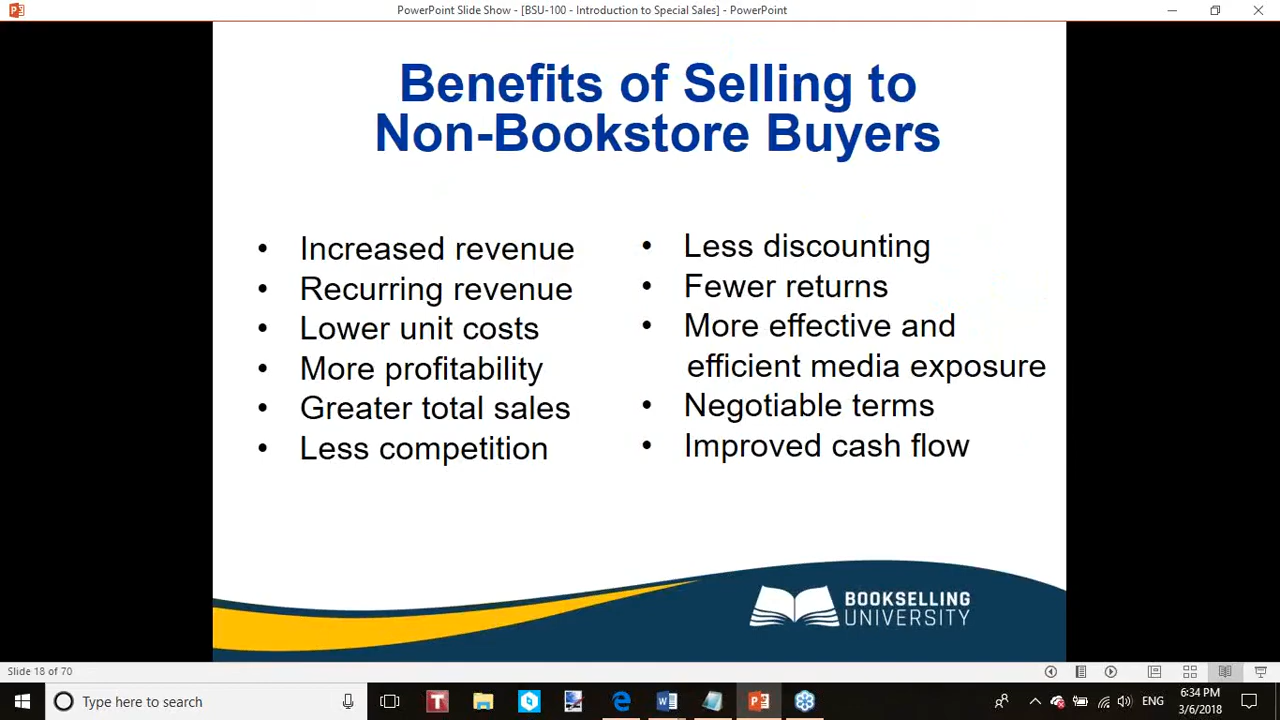 PowerPoint Slide Show - [BSU-100 - Introduction to Special Sales] - PowerPoint
Benefits of Selling to
Non-Bookstore Buyers
• Increased revenue
• Recurring revenue
• Lower unit costs
• More profitability
• Greater total sales
• Less competition
• Less discounting
• Fewer returns
• More effective and
efficient media exposure
• Negotiable terms
• Improved cash flow
BOOKSELLING
UNIVERSITY
Slide 18 of 70
Type here to search
ENG
6:34 PM
3/6/2018